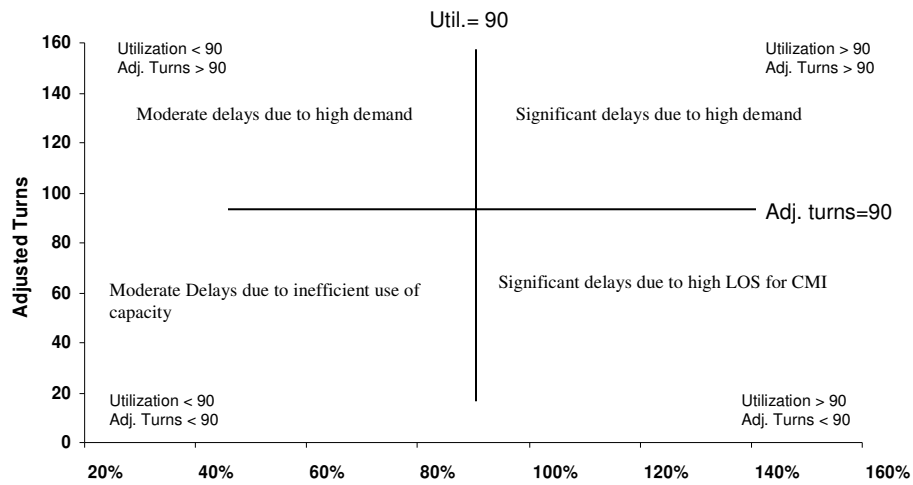 Util.= 90
160
Utilization < 90
Adj. Turns > 90
Utilization > 90
Adj. Turns > 90
140
Moderate delays due to high demand
Significant delays due to high demand
120
100
Adj. turns=90
Adjusted Turns
80
Moderate Delays due to inefficient use of
capacity
Significant delays due to high LOS for CMI
60
40
20
Utilization < 90
Adj. Turns < 90
Utilization > 90
Adj. Turns < 90
0
20%
40%
60%
80%
100%
120%
140%
160%